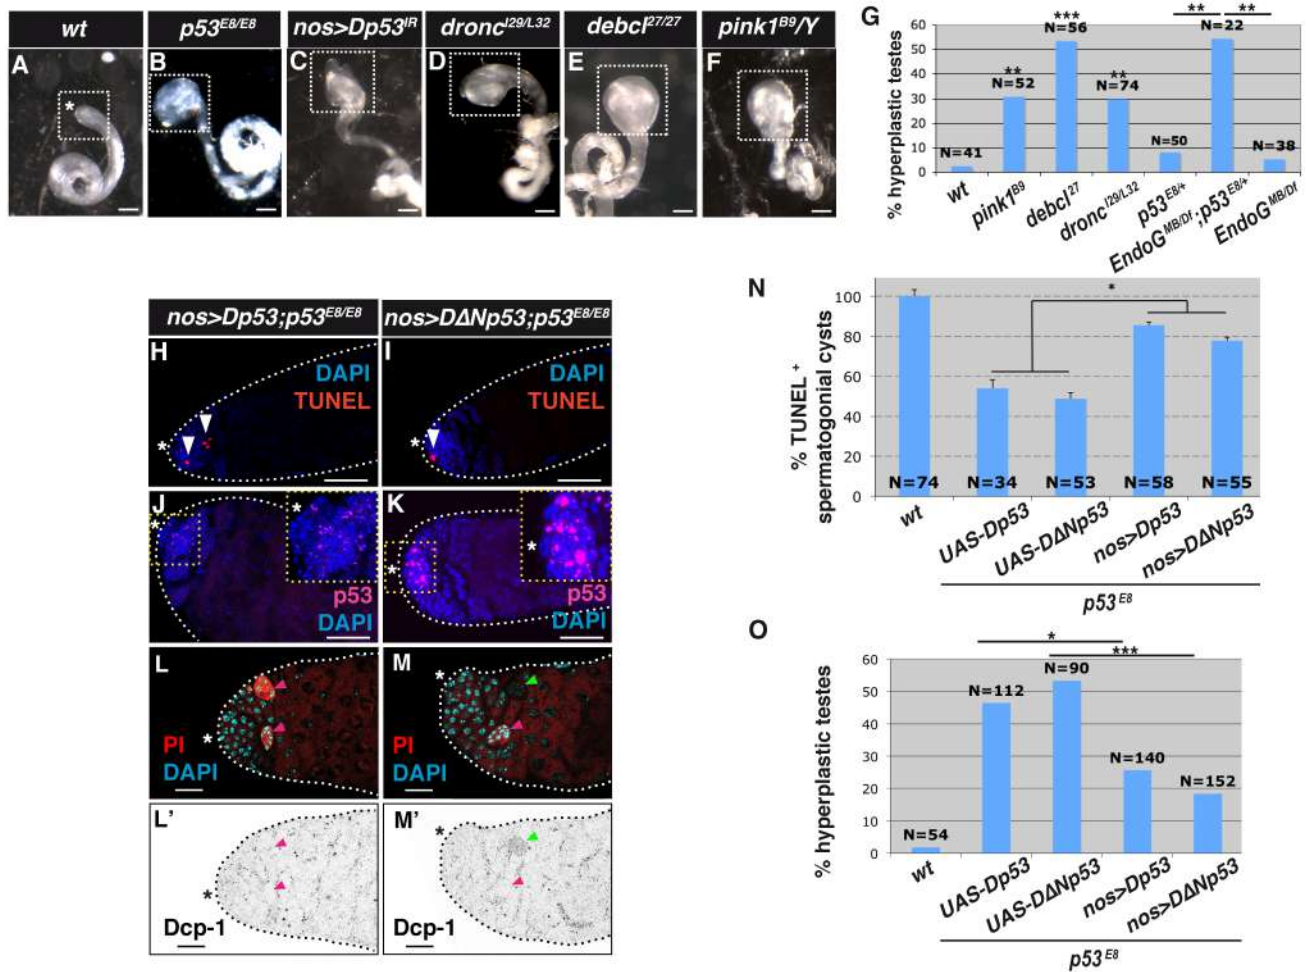 wt
p53E8/E8
nos>Dp53IR
droncI29/L32
debcl27/27
pink1B9/Y
A
B
C
D
E
F
G
% hyperplastic testes
60
50
40
30
20
10
0
N=41
**
N=52
***
N=56
**
N=74
N=50
**
N=22
**
N=38
wt
pink1B9
debcl27
droncI29/L32
p53E8/+
EndoGMB/Df;p53E8/+
EndoGMB/Df
nos>Dp53;p53E8/E8
nos>DΔNp53;p53E8/E8
H
DAPI
TUNEL
*
I
DAPI
TUNEL
*
J
*
*
p53
DAPI
K
*
*
p53
DAPI
L
*
PI
DAPI
M
*
PI
DAPI
L'
*
Dcp-1
M'
*
Dcp-1
N
% TUNEL +
spermatogonial cysts
100
80
60
40
20
0
*
N=74
N=34
N=53
N=58
N=55
wt
UAS-Dp53
UAS-DΔNp53
nos>Dp53
nos>DΔNp53
p53E8
O
% hyperplastic testes
60
50
40
30
20
10
0
*
***
N=54
N=112
N=90
N=140
N=152
wt
UAS-Dp53
UAS-DΔNp53
nos>Dp53
nos>DΔNp53
p53E8